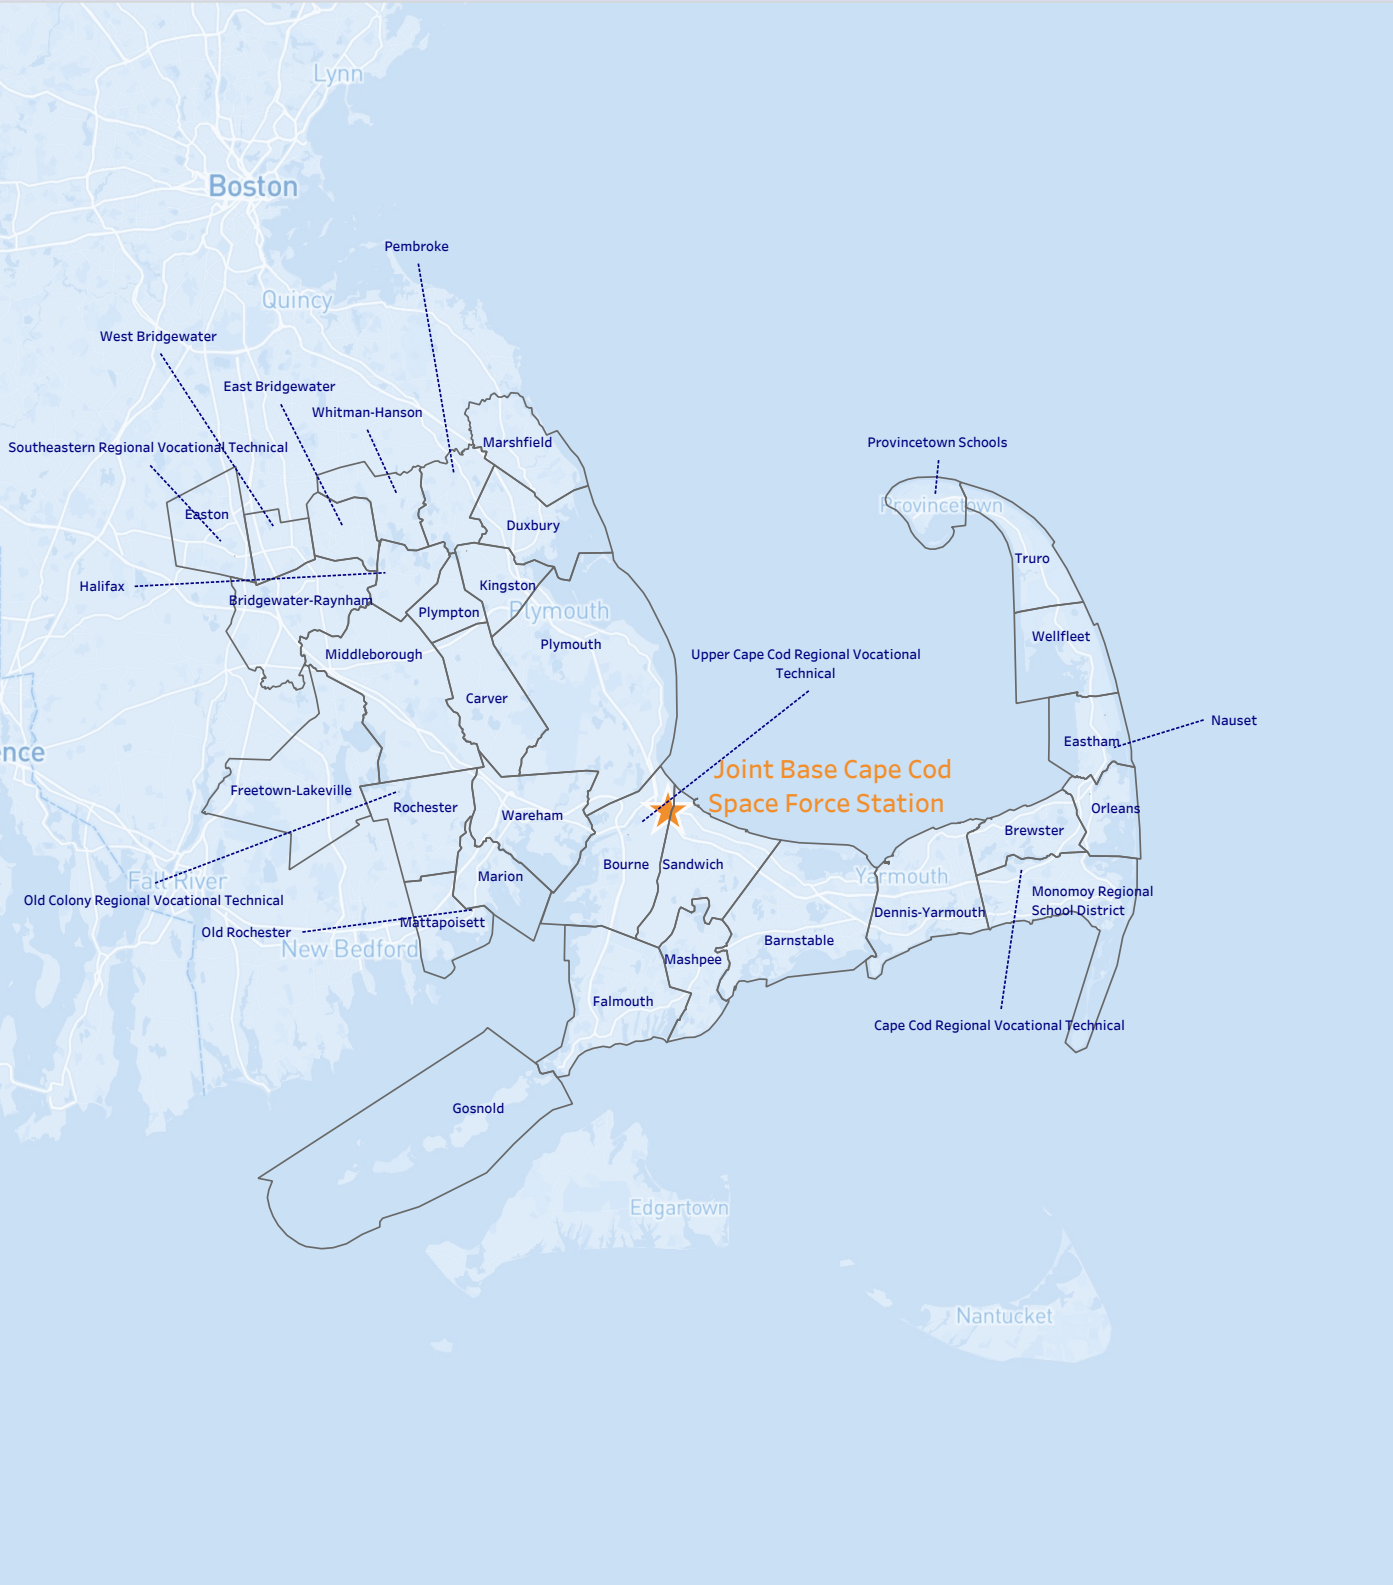 Lynn
Boston
Pembroke
Quincy
West Bridgewater
East Bridgewater
Whitman-Hanson
Marshfield
Provincetown Schools
Southeastern Regional Vocational Technical
Provincetown
Easton
Duxbury
Truro
Halifax
Kingston
Bridgewater-Raynham
Plympton
Plymouth
Wellfleet
Plymouth
Middleborough
Upper Cape Cod Regional Vocational
Technical
Carver
Nauset
Eastham
ence
Joint Base Cape Cod
Space Force Station
Freetown-Lakeville
Rochester
Orleans
Wareham
Brewster
Bourne
Sandwich
Marion
Yarmouth
Fall River
Monomoy Regional
School District
Old Colony Regional Vocational Technical
Dennis-Yarmouth
Mattapoisett
Old Rochester
Barnstable
New Bedford
Mashpee
Falmouth
Cape Cod Regional Vocational Technical
Gosnold
Edgartown
Nantucket